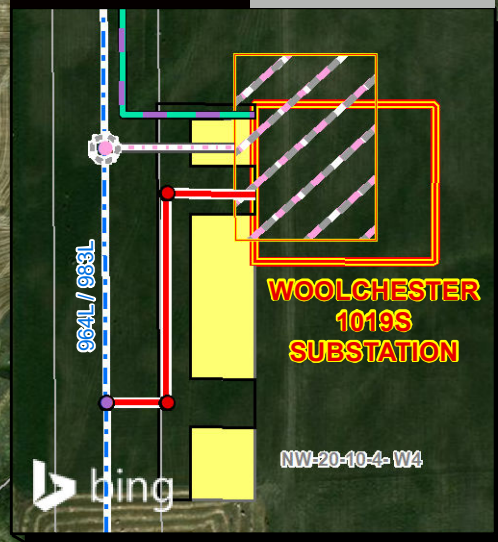 964L / 983L
WOOLCHESTER
1019S
SUBSTATION
NW-20-10-4- W4
bing